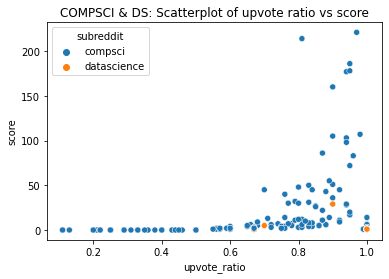 COMPSCI & DS: Scatterplot of upvote ratio vs score
subreddit
compsci
datascience
score
200
150
100
50
0
0.2 0.4 0.6 0.8 1.0
upvote_ratio